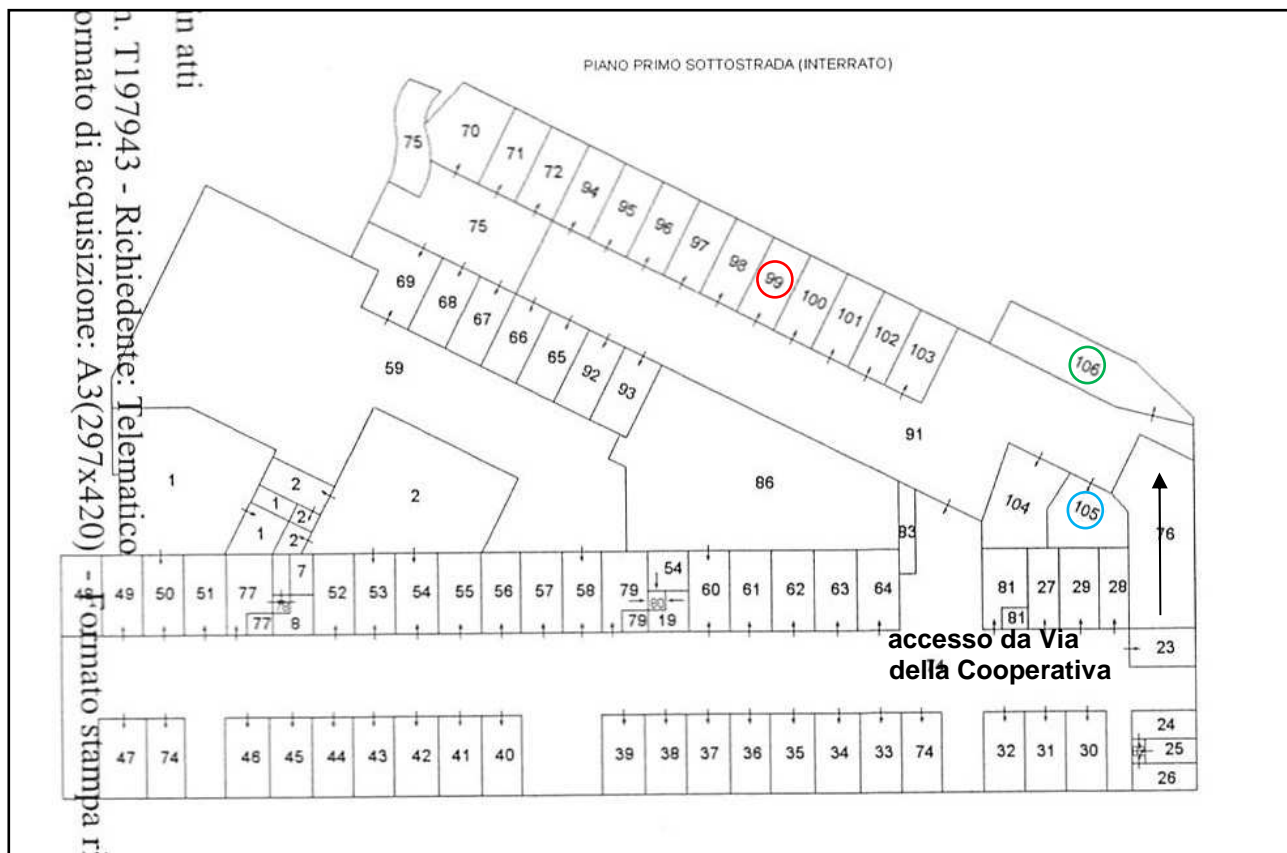 in atti
n. T197943 - Richiedente: Telematico
ormato di acquisizione: A3(297x420) - Formato stampa ri
PIANO PRIMO SOTTOSTRADA (INTERRATO)
75 70 71 72 94 95 96 97 98 99 100 101 102 103
106
75
69 68 67 66 65 92 93
59
91
86
1 2 2 104 105
1 2
1 2
83 76
7 54
48 49 50 51 77 52 53 54 55 56 57 58 79 60 61 62 63 64 81 27 29 28
78 80
77 8 79 19 81
accesso da Via
della Cooperativa
74
23
24
47 74 46 45 44 43 42 41 40 39 38 37 36 35 34 33 74 32 31 30 25
26